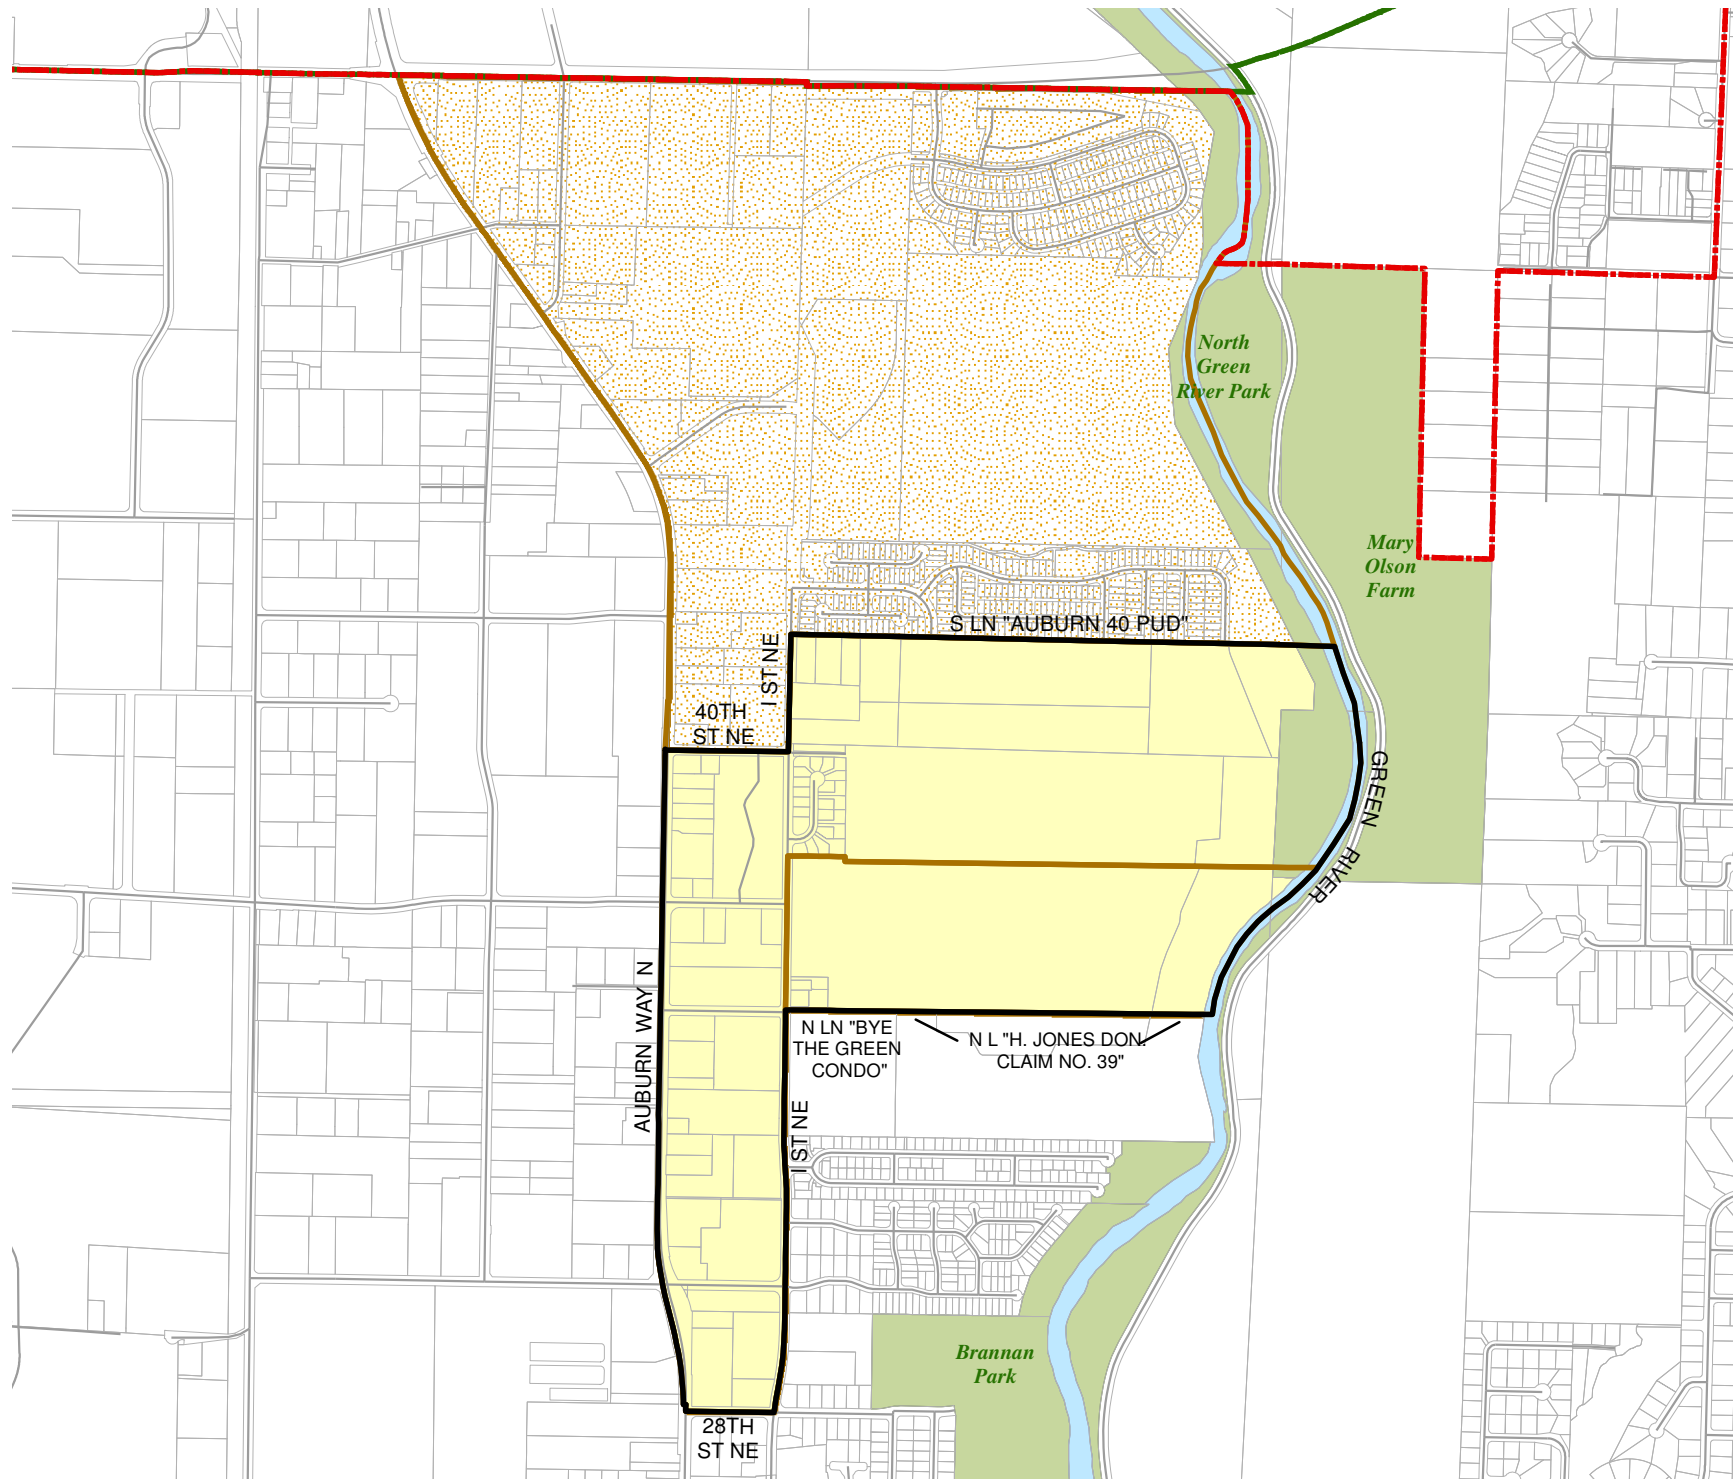 North
Green
River Park
Mary
Olson
Farm
S LN "AUBURN 40 PUD"
I ST NE
40TH
ST NE
GREEN
RIVER
AUBURN WAY N
N LN "BYE
THE GREEN
CONDO"
N L "H. JONES DON.
CLAIM NO. 39"
I ST NE
Brannan
Park
28TH
ST NE